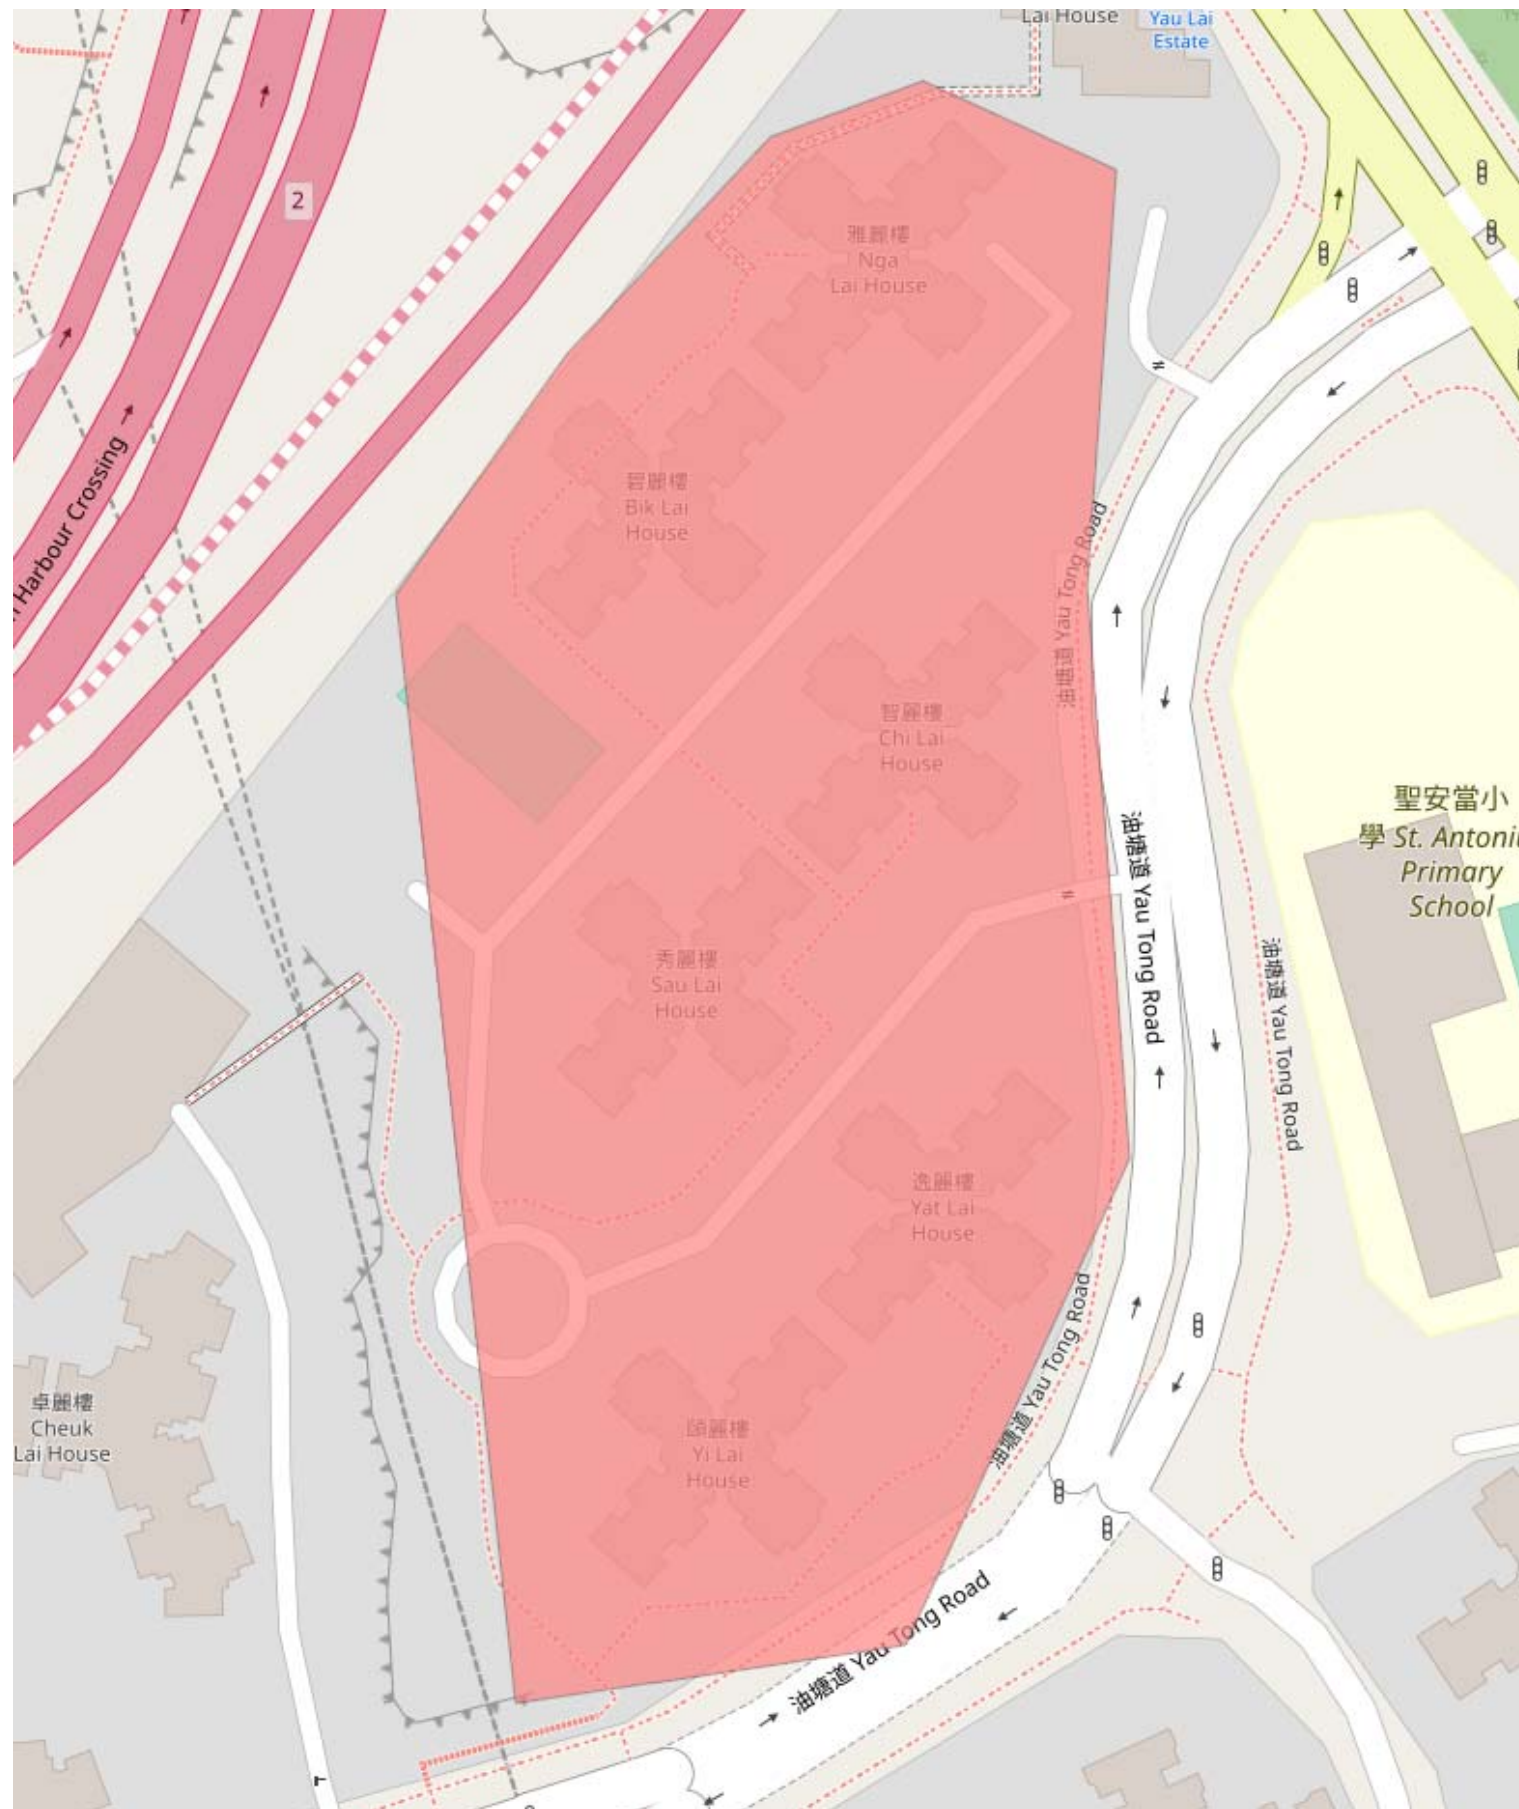 Lai House
Yau Lai
Estate
2
雅麗樓
Nga
Lai House
碧麗樓
Bik Lai
House
Harbour Crossing
油塘道 Yau Tong Road
智麗樓
Chi Lai
House
聖安當小
學 St. Antoniu
Primary
School
油塘道 Yau Tong Road
油塘道 Yau Tong Road
秀麗樓
Sau Lai
House
逸麗樓
Yat Lai
House
油塘道 Yau Tong Road
卓麗樓
Cheuk
Lai House
頤麗樓
Yi Lai
House
油塘道 Yau Tong Road